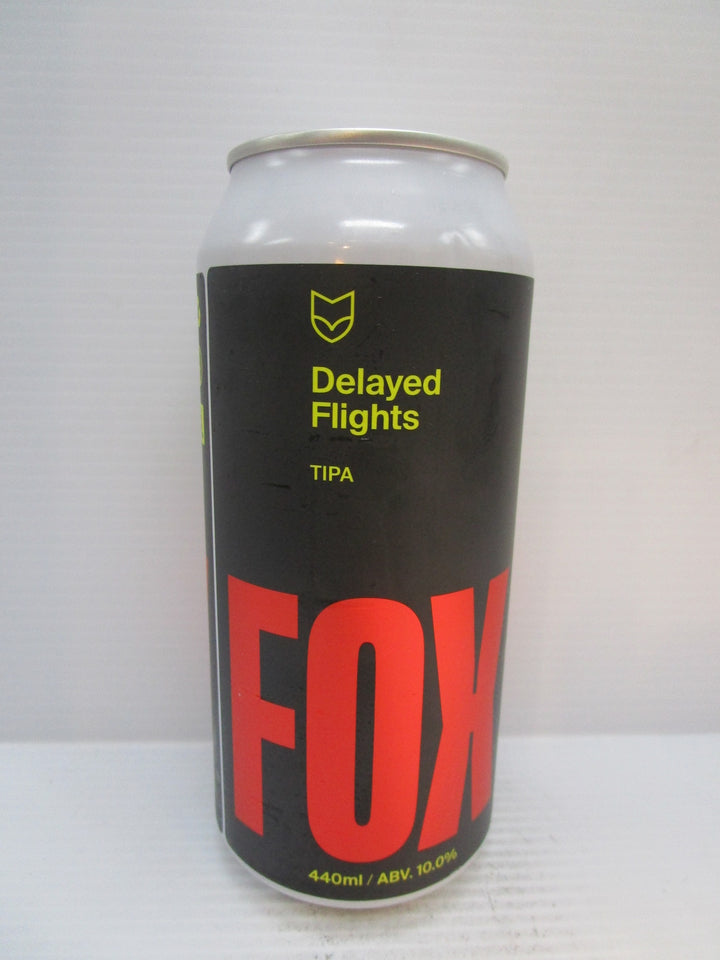 Delayed
Flights
TIPA
FOX
440ml / ABV. 10.0%